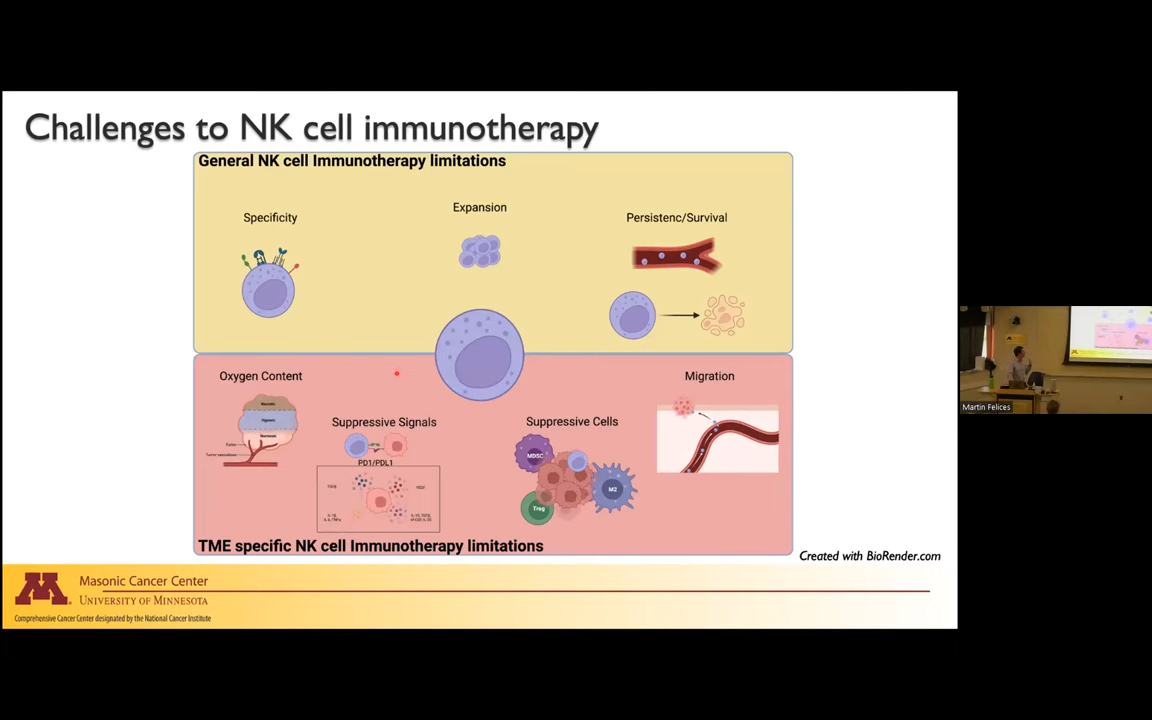 Challenges to NK cell immunotherapy
General NK cell Immunotherapy limitations
Specificity
Expansion
Persistenc/Survival
Oxygen Content
Suppressive Signals
PD1/PDL1
Suppressive Cells
MDSC
M2
Treg
Migration
TME specific NK cell Immunotherapy limitations
Created with BioRender.com
M
Masonic Cancer Center
UNIVERSITY OF MINNESOTA
Comprehensive Cancer Center designated by the National Cancer Institute
Martin Felices